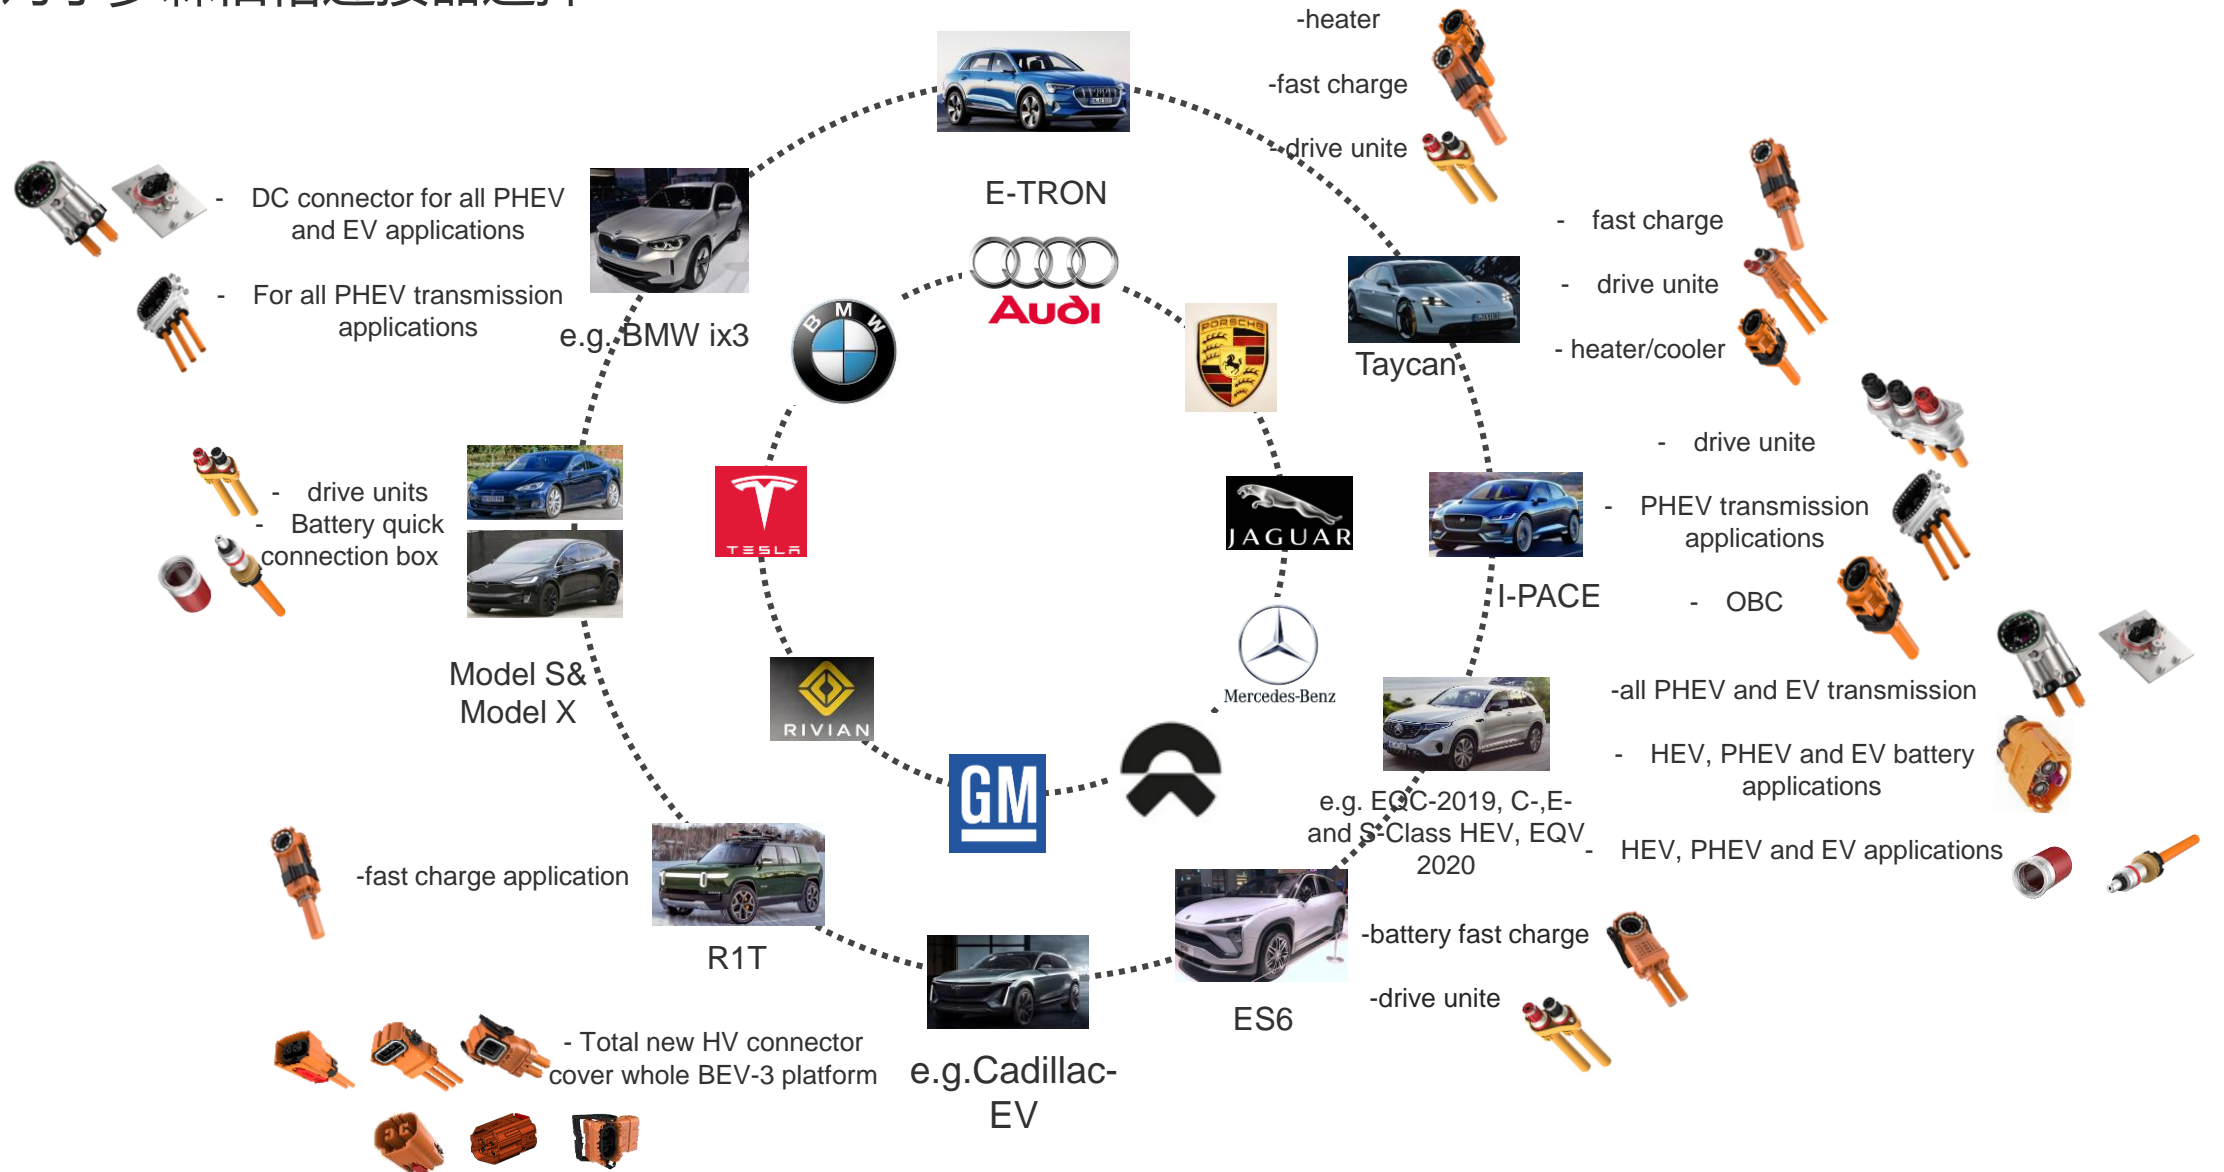 -heater
-fast charge
-drive unite
E-TRON
Audi
- DC connector for all PHEV
and EV applications
- For all PHEV transmission
applications
e.g. BMW ix3
BMW
PORSCHE
Taycan
- fast charge
- drive unite
- heater/cooler
- drive units
- Battery quick
connection box
Model S&
Model X
TESLA
JAGUAR
I-PACE
- drive unite
- PHEV transmission
applications
- OBC
Mercedes-Benz
-all PHEV and EV transmission
- HEV, PHEV and EV battery
applications
- HEV, PHEV and EV applications
e.g. EQC-2019, C-,E-
and S-Class HEV, EQV
2020
RIVIAN
GM
-fast charge application
R1T
-battery fast charge
-drive unite
ES6
- Total new HV connector
cover whole BEV-3 platform
e.g.Cadillac-
EV